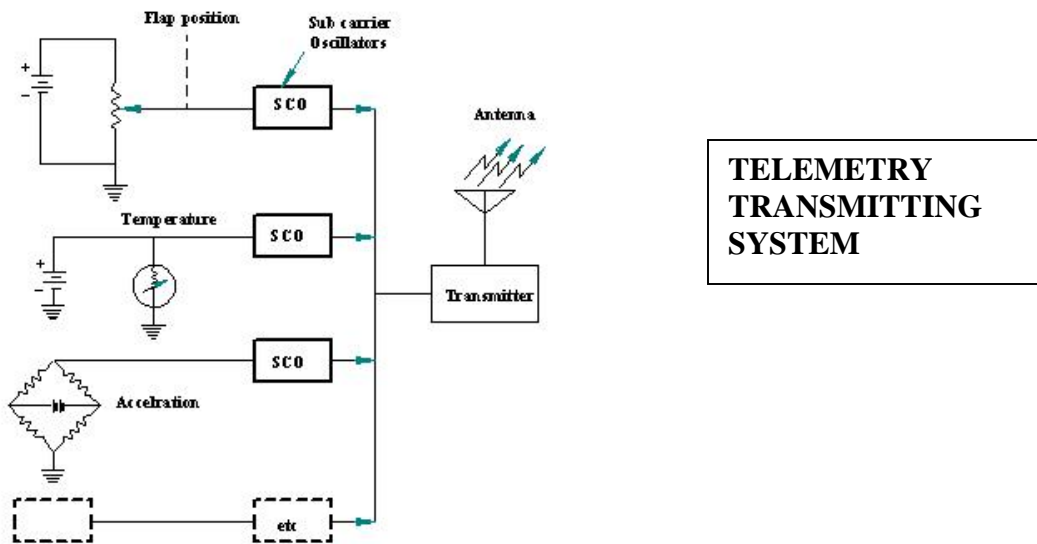 Flap position
Sub carrier
Oscillators
+
-
SCO
Antenna
TELEMETRY
TRANSMITTING
SYSTEM
Temperature
SCO
+
-
Transmitter
SCO
Accelration
etc